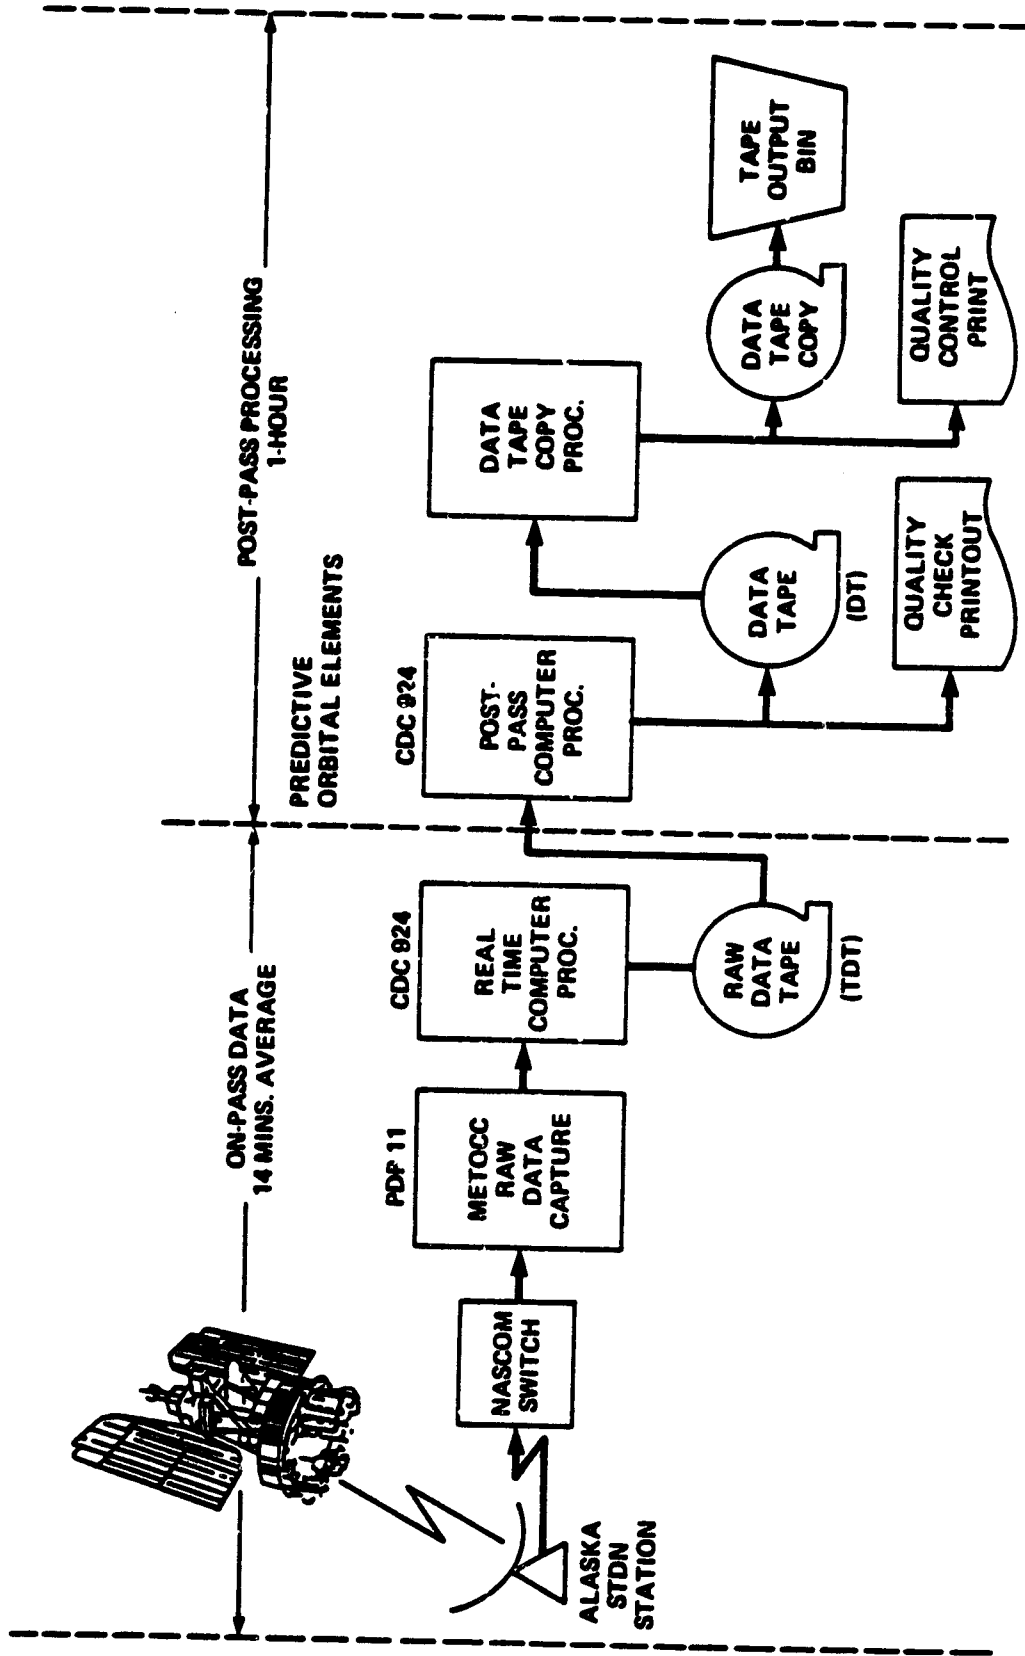 ON-PASS DATA
14 MINS. AVERAGE
POST-PASS PROCESSING
1-HOUR
PREDICTIVE
ORBITAL ELEMENTS
ALASKA
STDN
STATION
NASCOM
SWITCH
PDP 11
METOCC
RAW
DATA
CAPTURE
CDC 924
REAL
TIME
COMPUTER
PROC.
RAW
DATA
TAPE
(TDT)
CDC 924
POST-
PASS
COMPUTER
PROC.
DATA
TAPE
(DT)
QUALITY
CHECK
PRINTOUT
DATA
TAPE
COPY
PROC.
DATA
TAPE
COPY
TAPE
OUTPUT
BIN
QUALITY
CONTROL
PRINT